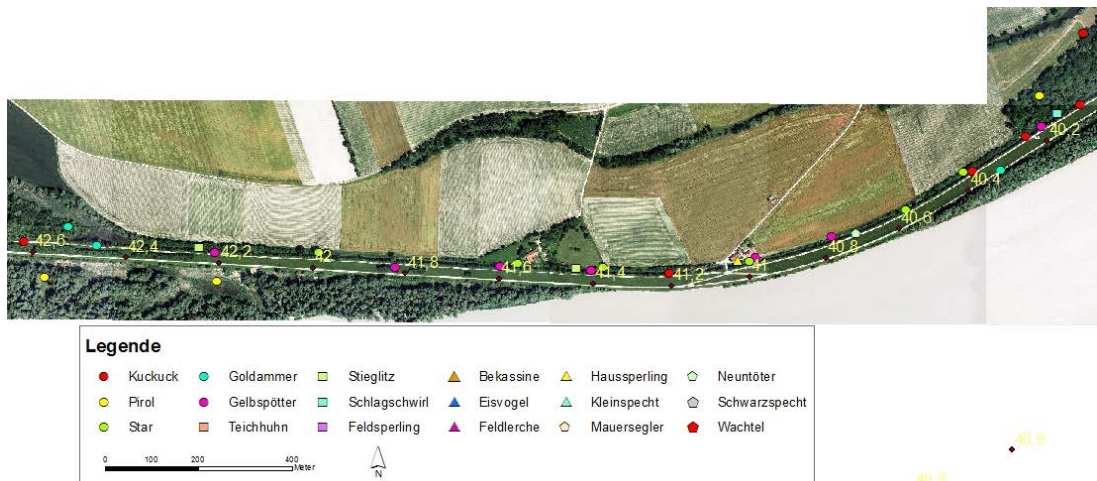 40,2
40,4
40,6
40,8
41
41,2
41,4
41,6
41,8
42
42,2
42,4
42,6
Legende
Kuckuck Goldammer Stieglitz Bekassine Haussperling Neuntöter
Pirol Gelbspötter Schlagschwirl Eisvogel Kleinspecht Schwarzspecht
Star Teichhuhn Feldsperling Feldlerche Mauersegler Wachtel
0 100 200 400
Meter
N